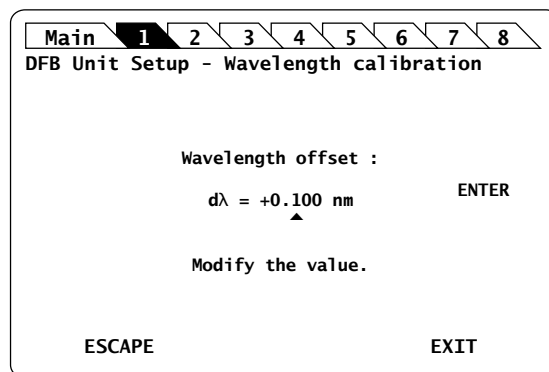 Main 1 2 3 4 5 6 7 8
DFB Unit Setup - Wavelength calibration
Wavelength offset :
dλ = +0.100 nm
ENTER
Modify the value.
ESCAPE EXIT